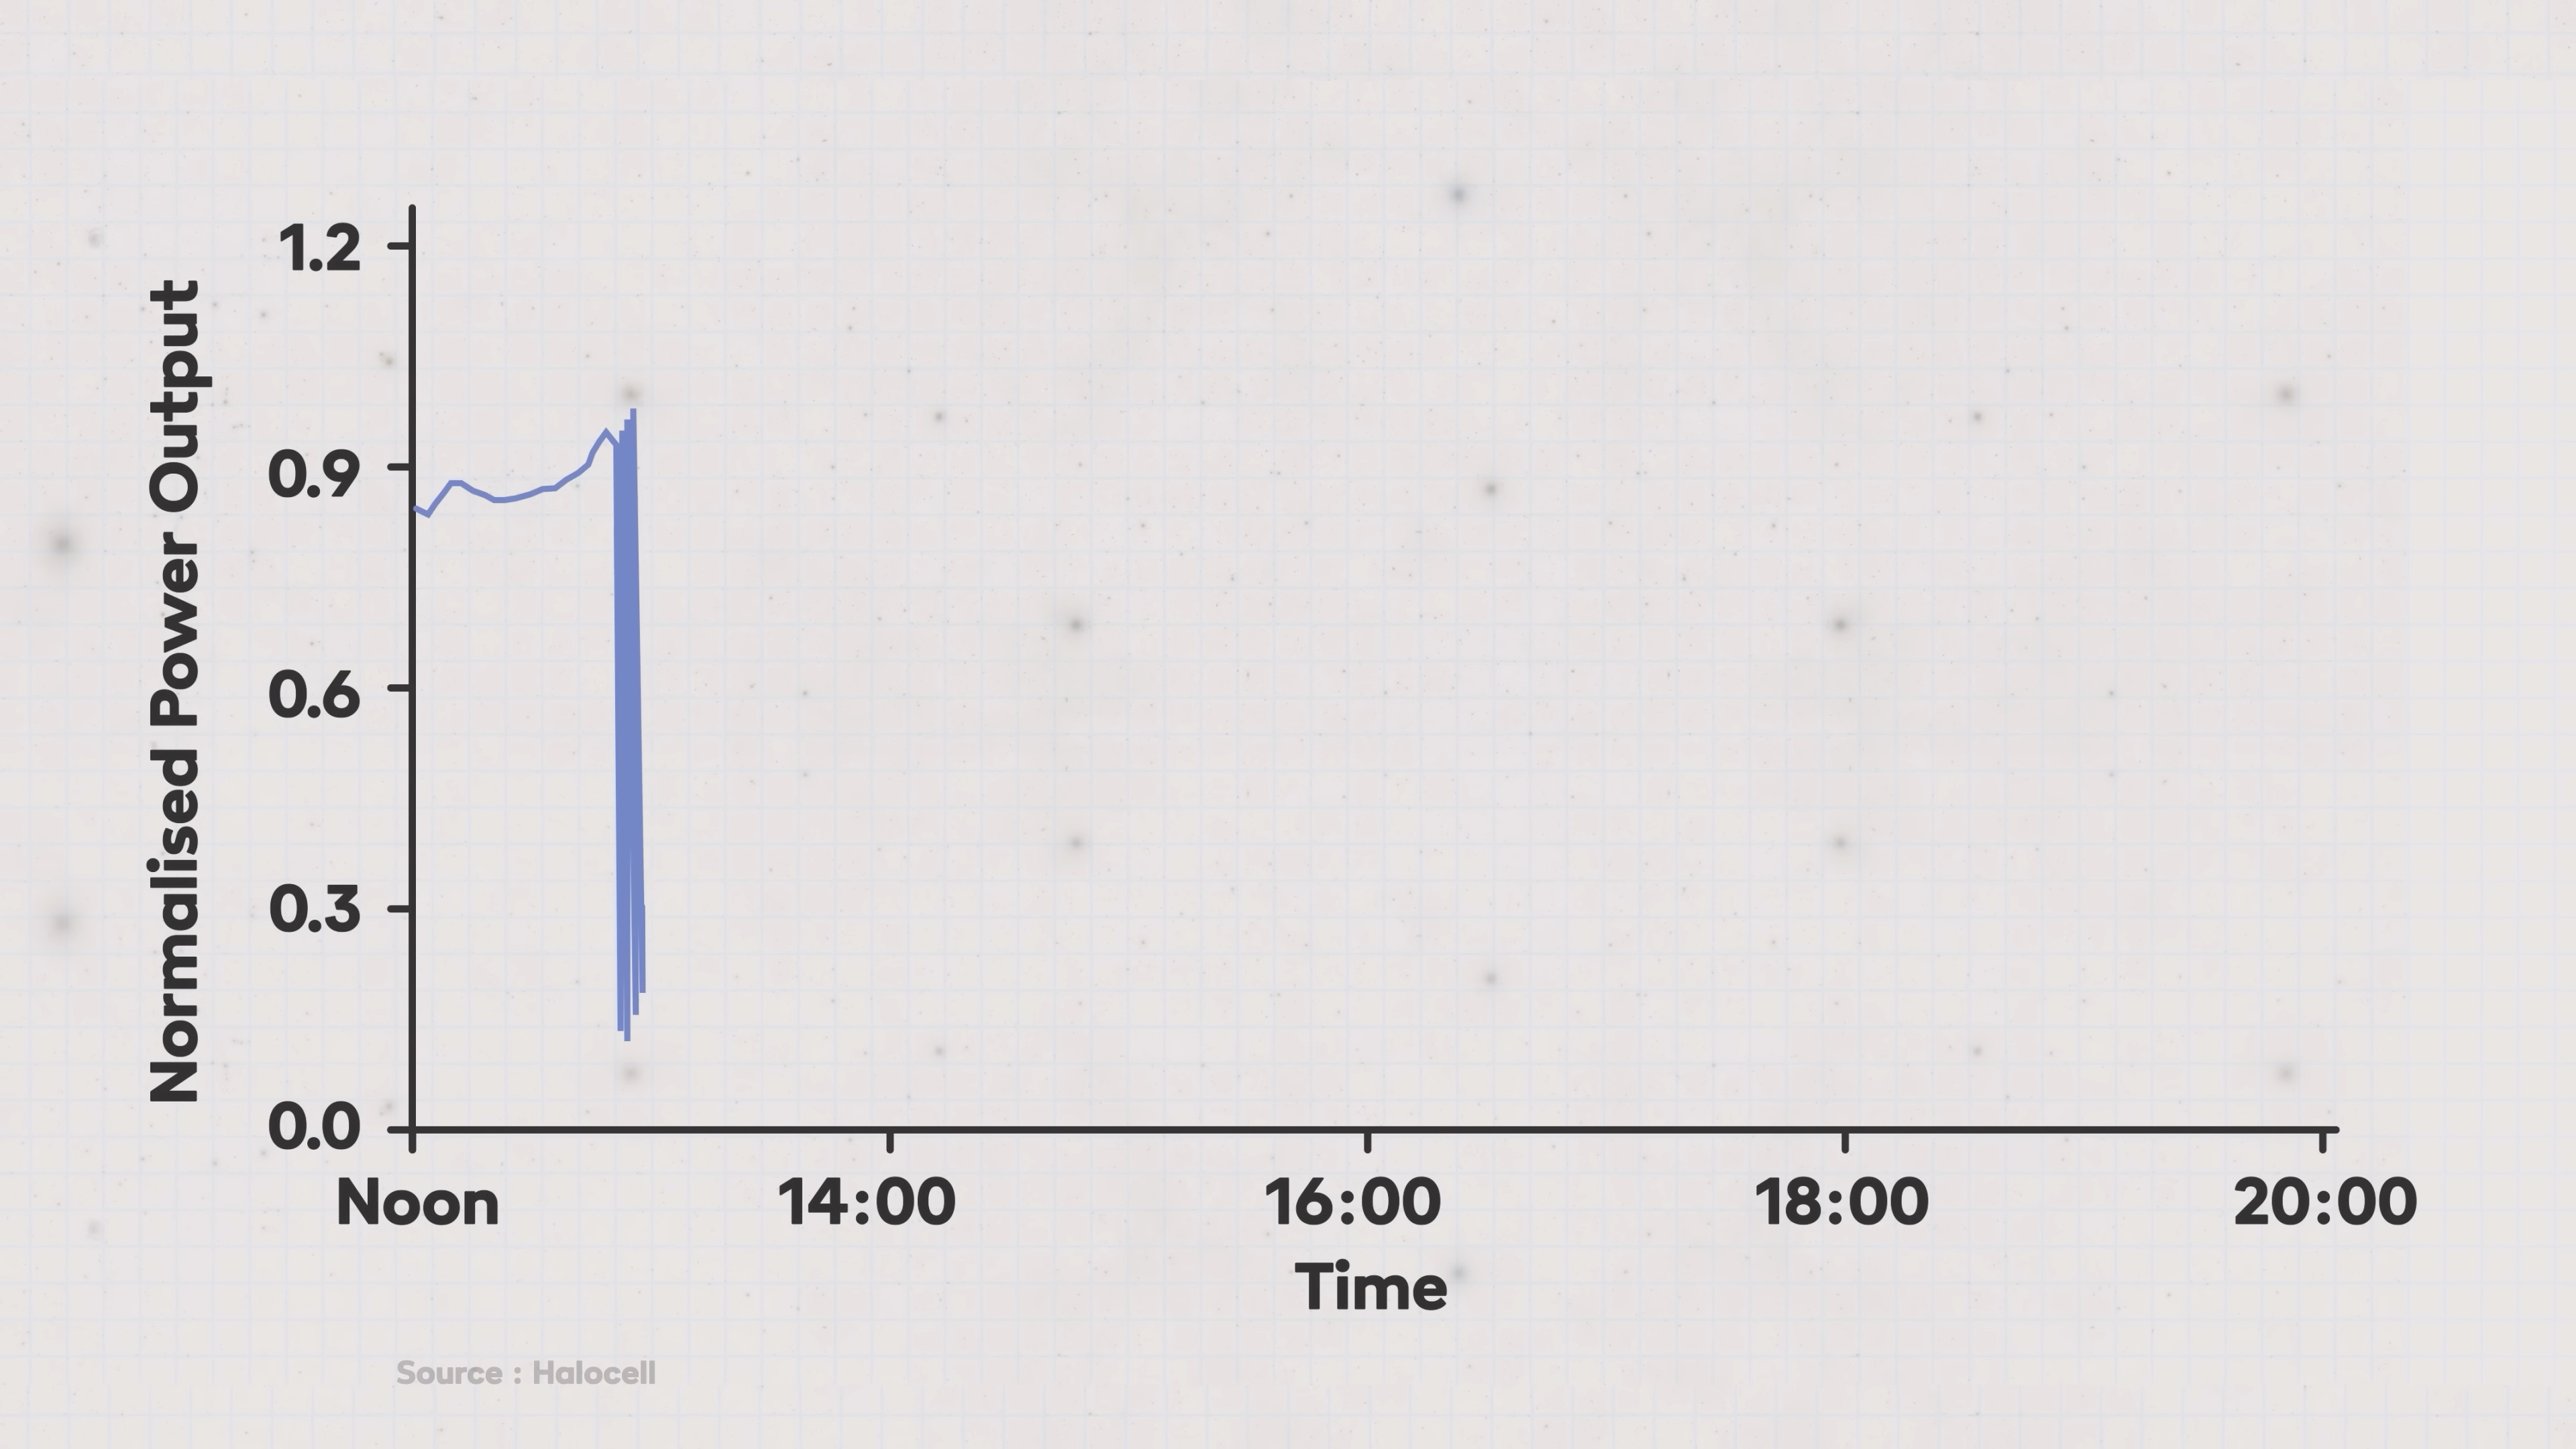 Normalised Power Output
1.2
0.9
0.6
0.3
0.0
Noon 14:00 16:00 18:00 20:00
Time
Source : Halocell